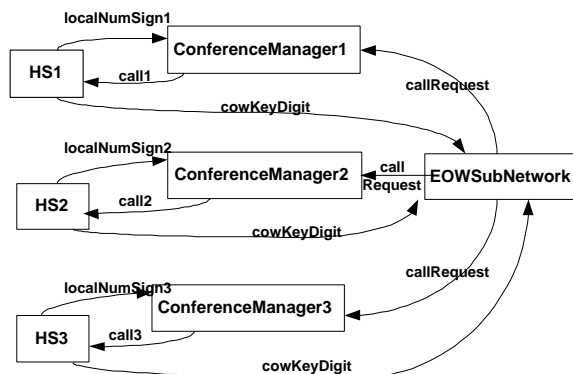 localNumSign1
ConferenceManager1
HS1
call1
callRequest
cowKeyDigit
localNumSign2
ConferenceManager2
call
Request
EOWSubNetwork
HS2
call2
cowKeyDigit
callRequest
localNumSign3
ConferenceManager3
HS3
call3
cowKeyDigit